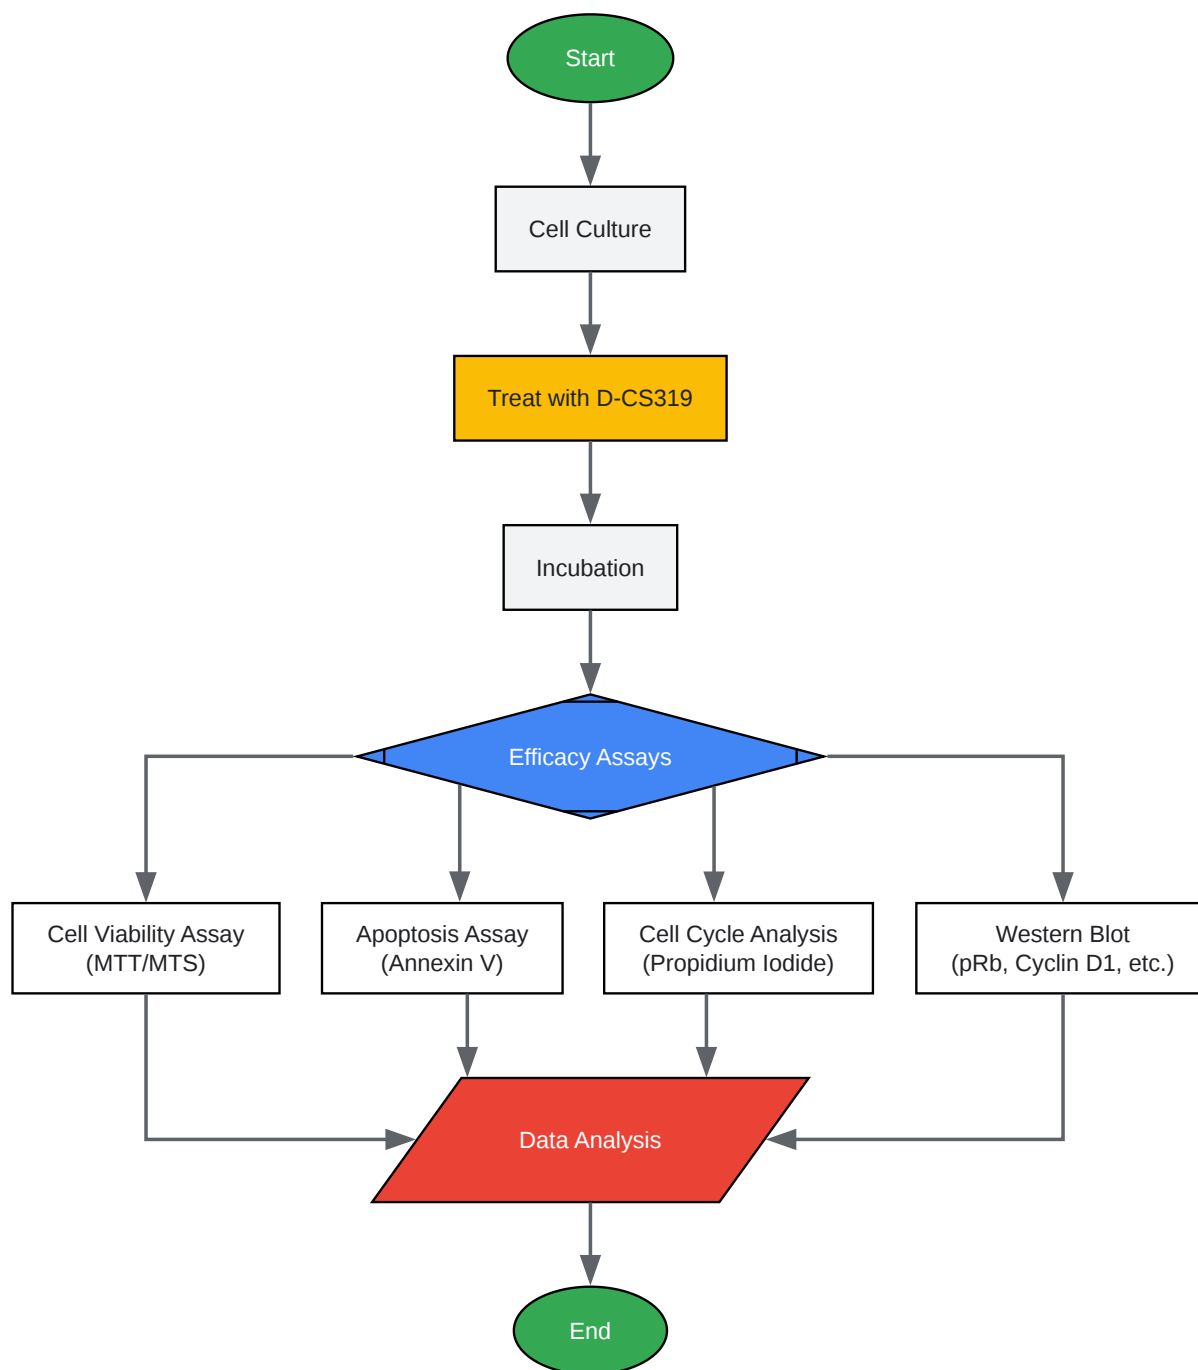 Start
Cell Culture
Treat with D-CS319
Incubation
Efficacy Assays
Cell Viability Assay
(MTT/MTS)
Apoptosis Assay
(Annexin V)
Cell Cycle Analysis
(Propidium Iodide)
Western Blot
(pRb, Cyclin D1, etc.)
Data Analysis
End